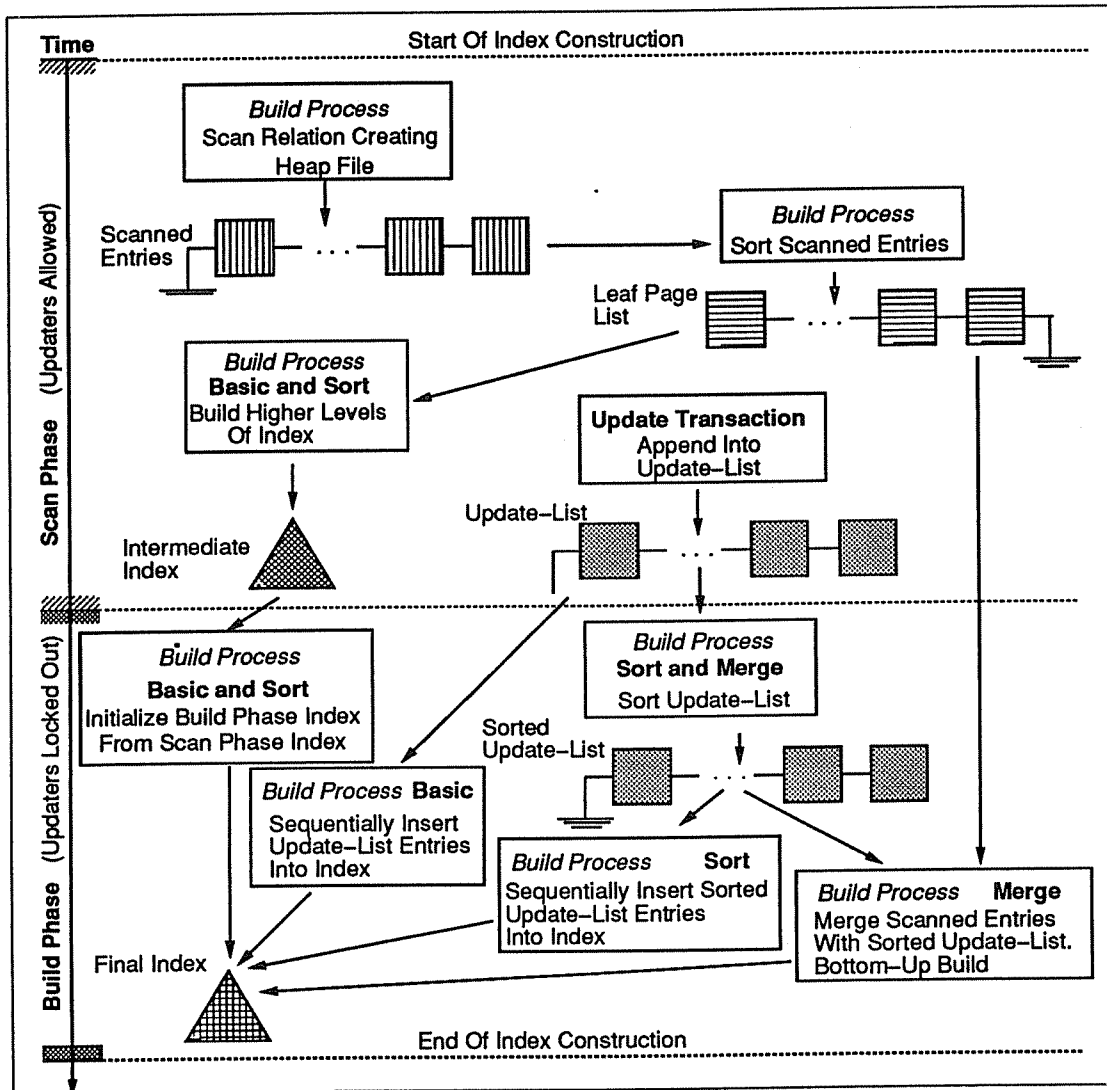 Time
Start Of Index Construction
Build Process
Scan Relation Creating
Heap File
Scanned
Entries
. . .
Build Process
Sort Scanned Entries
Leaf Page
List
. . .
Build Process
Basic and Sort
Build Higher Levels
Of Index
Update Transaction
Append Into
Update-List
Update-List
. . .
Intermediate
Index
Scan Phase (Updaters Allowed)
Build Process
Basic and Sort
Initialize Build Phase Index
From Scan Phase Index
Build Process
Sort and Merge
Sort Update-List
Sorted
Update-List
. . .
Build Process Basic
Sequentially Insert
Update-List Entries
Into Index
Build Process Sort
Sequentially Insert Sorted
Update-List Entries
Into Index
Build Process Merge
Merge Scanned Entries
With Sorted Update-List.
Bottom-Up Build
Final Index
Build Phase (Updaters Locked Out)
End Of Index Construction